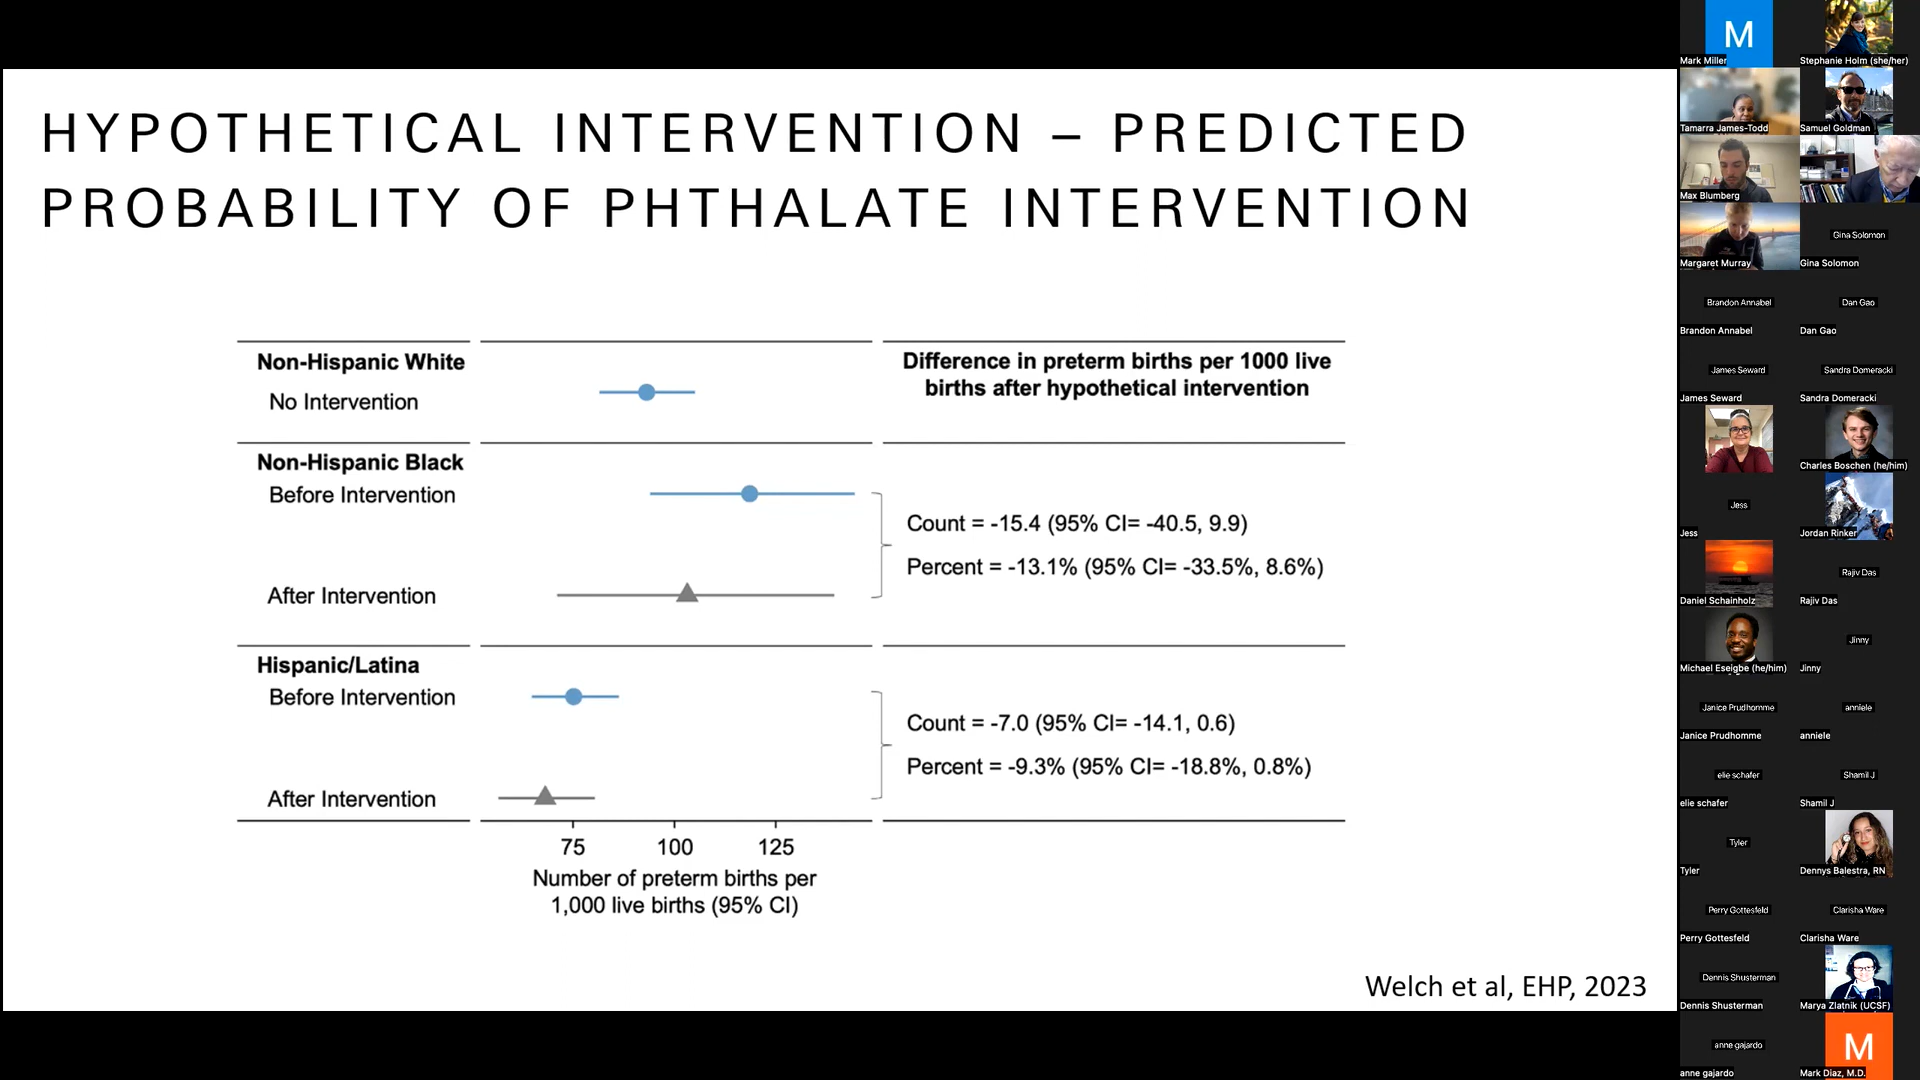 HYPOTHETICAL INTERVENTION – PREDICTED
PROBABILITY OF PHTHALATE INTERVENTION
Non-Hispanic White
No Intervention
Difference in preterm births per 1000 live
births after hypothetical intervention
Non-Hispanic Black
Before Intervention
After Intervention
Count = -15.4 (95% CI= -40.5, 9.9)
Percent = -13.1% (95% CI= -33.5%, 8.6%)
Hispanic/Latina
Before Intervention
After Intervention
Count = -7.0 (95% CI= -14.1, 0.6)
Percent = -9.3% (95% CI= -18.8%, 0.8%)
75 100 125
Number of preterm births per
1,000 live births (95% CI)
Welch et al, EHP, 2023
M
Mark Miller
Stephanie Holm (she/her)
Tamarra James-Todd
Samuel Goldman
Max Blumberg
Margaret Murray
Gina Solomon
Gina Solomon
Brandon Annabel
Brandon Annabel
Dan Gao
Dan Gao
James Seward
James Seward
Sandra Domeracki
Sandra Domeracki
Charles Boschen (he/him)
Jess
Jess
Jordan Rinker
Daniel Schainholz
Rajiv Das
Rajiv Das
Michael Eseigbe (he/him)
Jinny
Jinny
Janice Prudhomme
Janice Prudhomme
anniele
anniele
elie schafer
elie schafer
Shamil J
Shamil J
Tyler
Tyler
Dennys Balestra, RN
Perry Gottesfeld
Perry Gottesfeld
Clarisha Ware
Clarisha Ware
Dennis Shusterman
Dennis Shusterman
Marya Zlatnik (UCSF)
anne gajardo
anne gajardo
M
Mark Diaz, M.D.